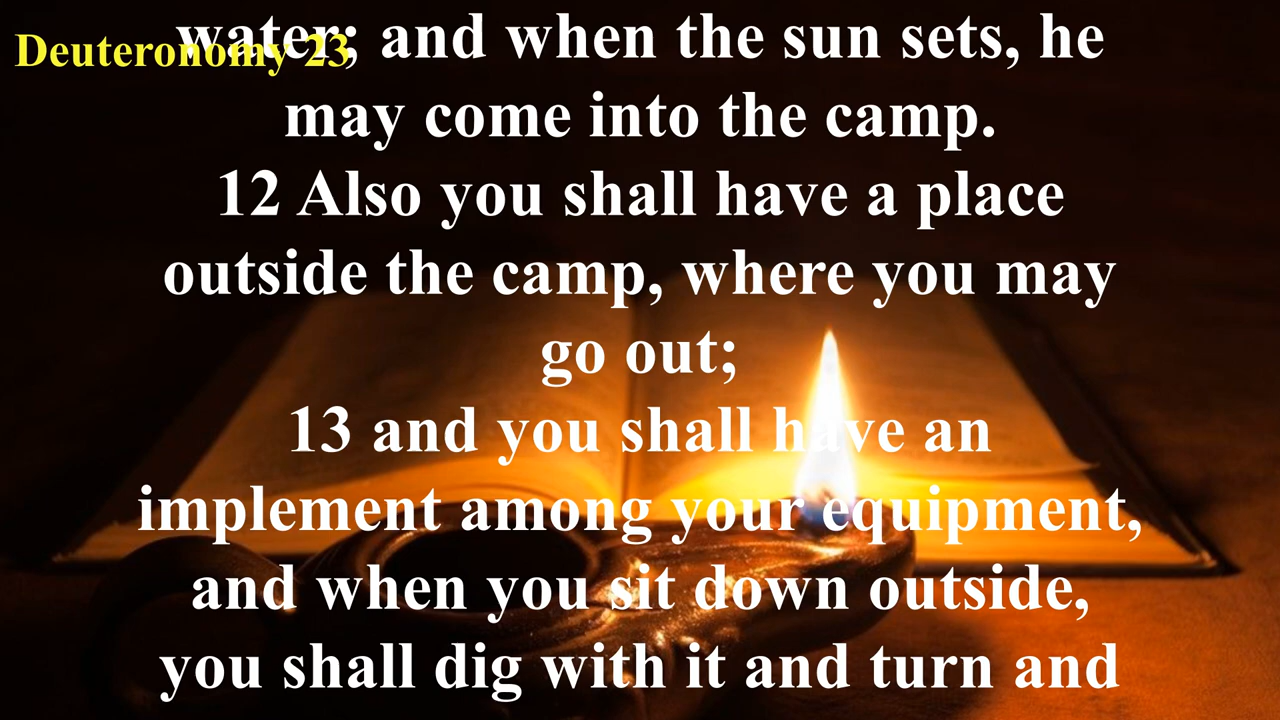 Deuteronomy 23
water; and when the sun sets, he
may come into the camp.
12 Also you shall have a place
outside the camp, where you may
go out;
13 and you shall have an
implement among your equipment,
and when you sit down outside,
you shall dig with it and turn and